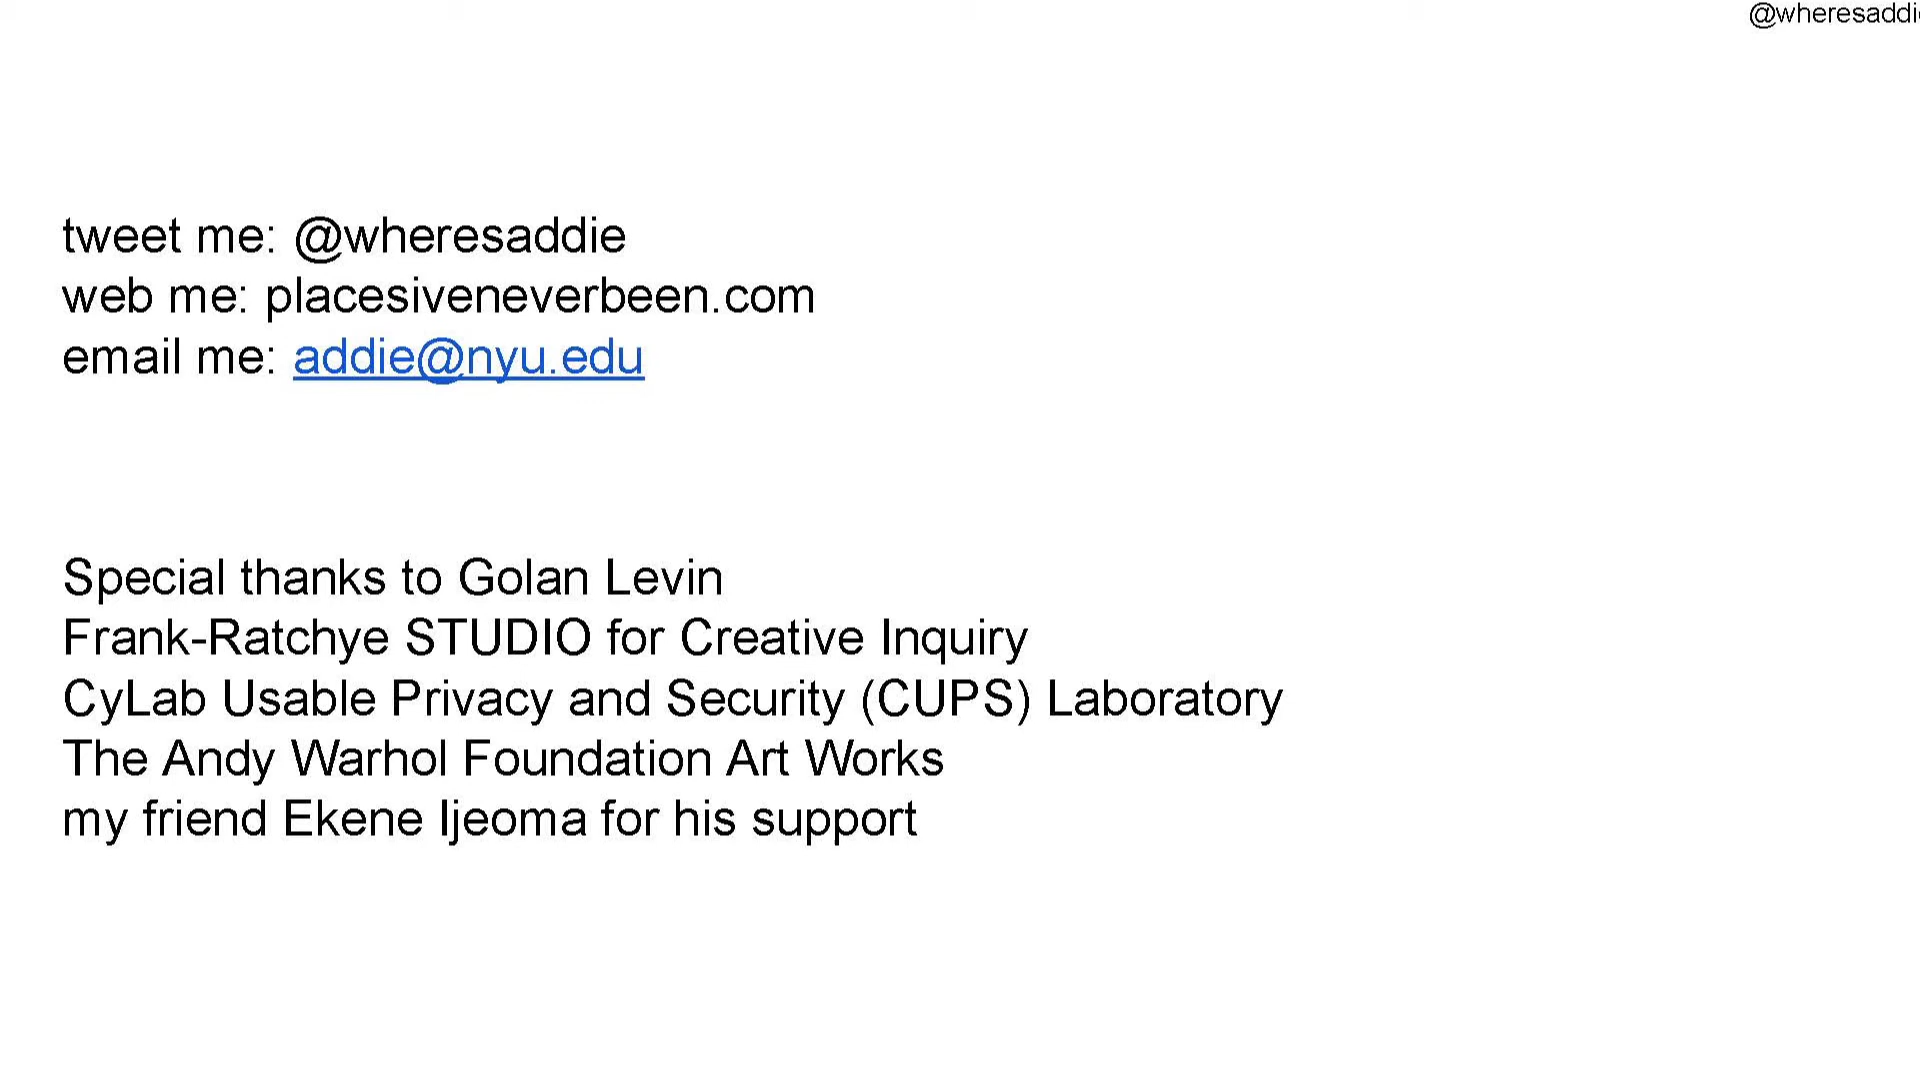 @wheresaddi
tweet me: @wheresaddie
web me: placesiveneverbeen.com
email me: addie@nyu.edu
Special thanks to Golan Levin
Frank-Ratchye STUDIO for Creative Inquiry
CyLab Usable Privacy and Security (CUPS) Laboratory
The Andy Warhol Foundation Art Works
my friend Ekene Ijeoma for his support